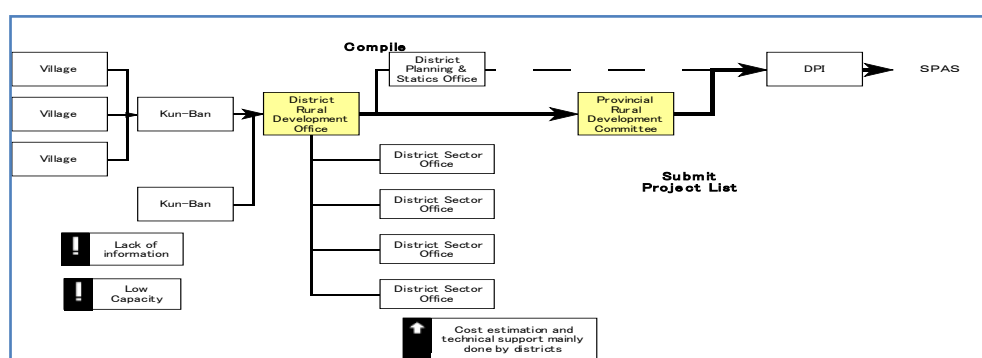 Compile
Village
District
Planning &
Statics Office
DPI
SPAS
Village
Kun-Ban
District
Rural
Development
Office
Provincial
Rural
Development
Committee
Village
District Sector
Office
Submit
Project List
Kun-Ban
District Sector
Office
!
Lack of
information
District Sector
Office
!
Low
Capacity
District Sector
Office
Cost estimation and
technical support mainly
done by districts